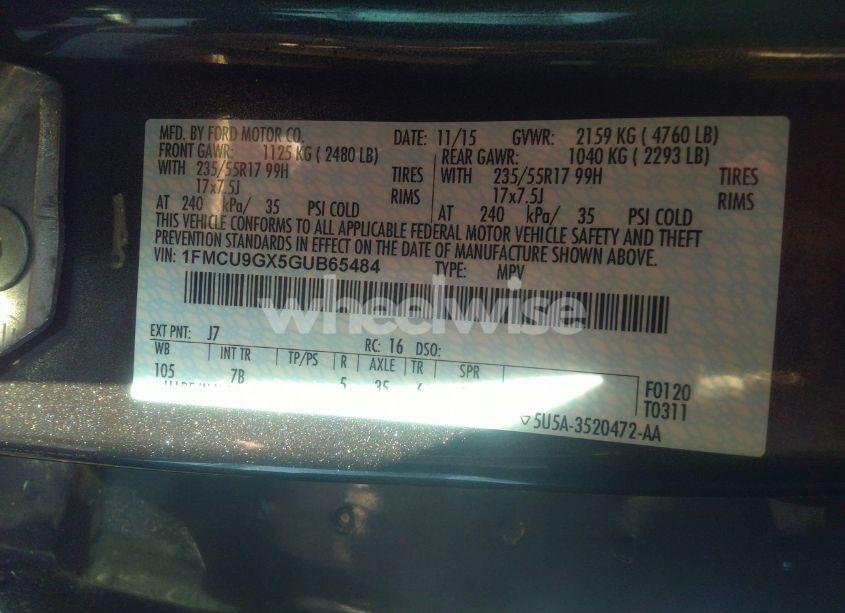 MFD. BY FORD MOTOR CO. DATE: 11/15 GVWR: 2159 KG ( 4760 LB)
FRONT GAWR: 1125 KG ( 2480 LB) REAR GAWR: 1040 KG ( 2293 LB)
WITH 235/55R17 99H TIRES WITH 235/55R17 99H TIRES
17x7.5J RIMS 17x7.5J RIMS
AT 240 kPa/ 35 PSI COLD AT 240 kPa/ 35 PSI COLD
THIS VEHICLE CONFORMS TO ALL APPLICABLE FEDERAL MOTOR VEHICLE SAFETY AND THEFT
PREVENTION STANDARDS IN EFFECT ON THE DATE OF MANUFACTURE SHOWN ABOVE.
VIN: 1FMCU9GX5GUB65484 TYPE: MPV
wheelwise
EXT PNT: J7 RC: 16 DSO:
WB INT TR TP/PS R AXLE TR SPR
105 7B 5 35 6 F0120
T0311
5U5A-3520472-AA